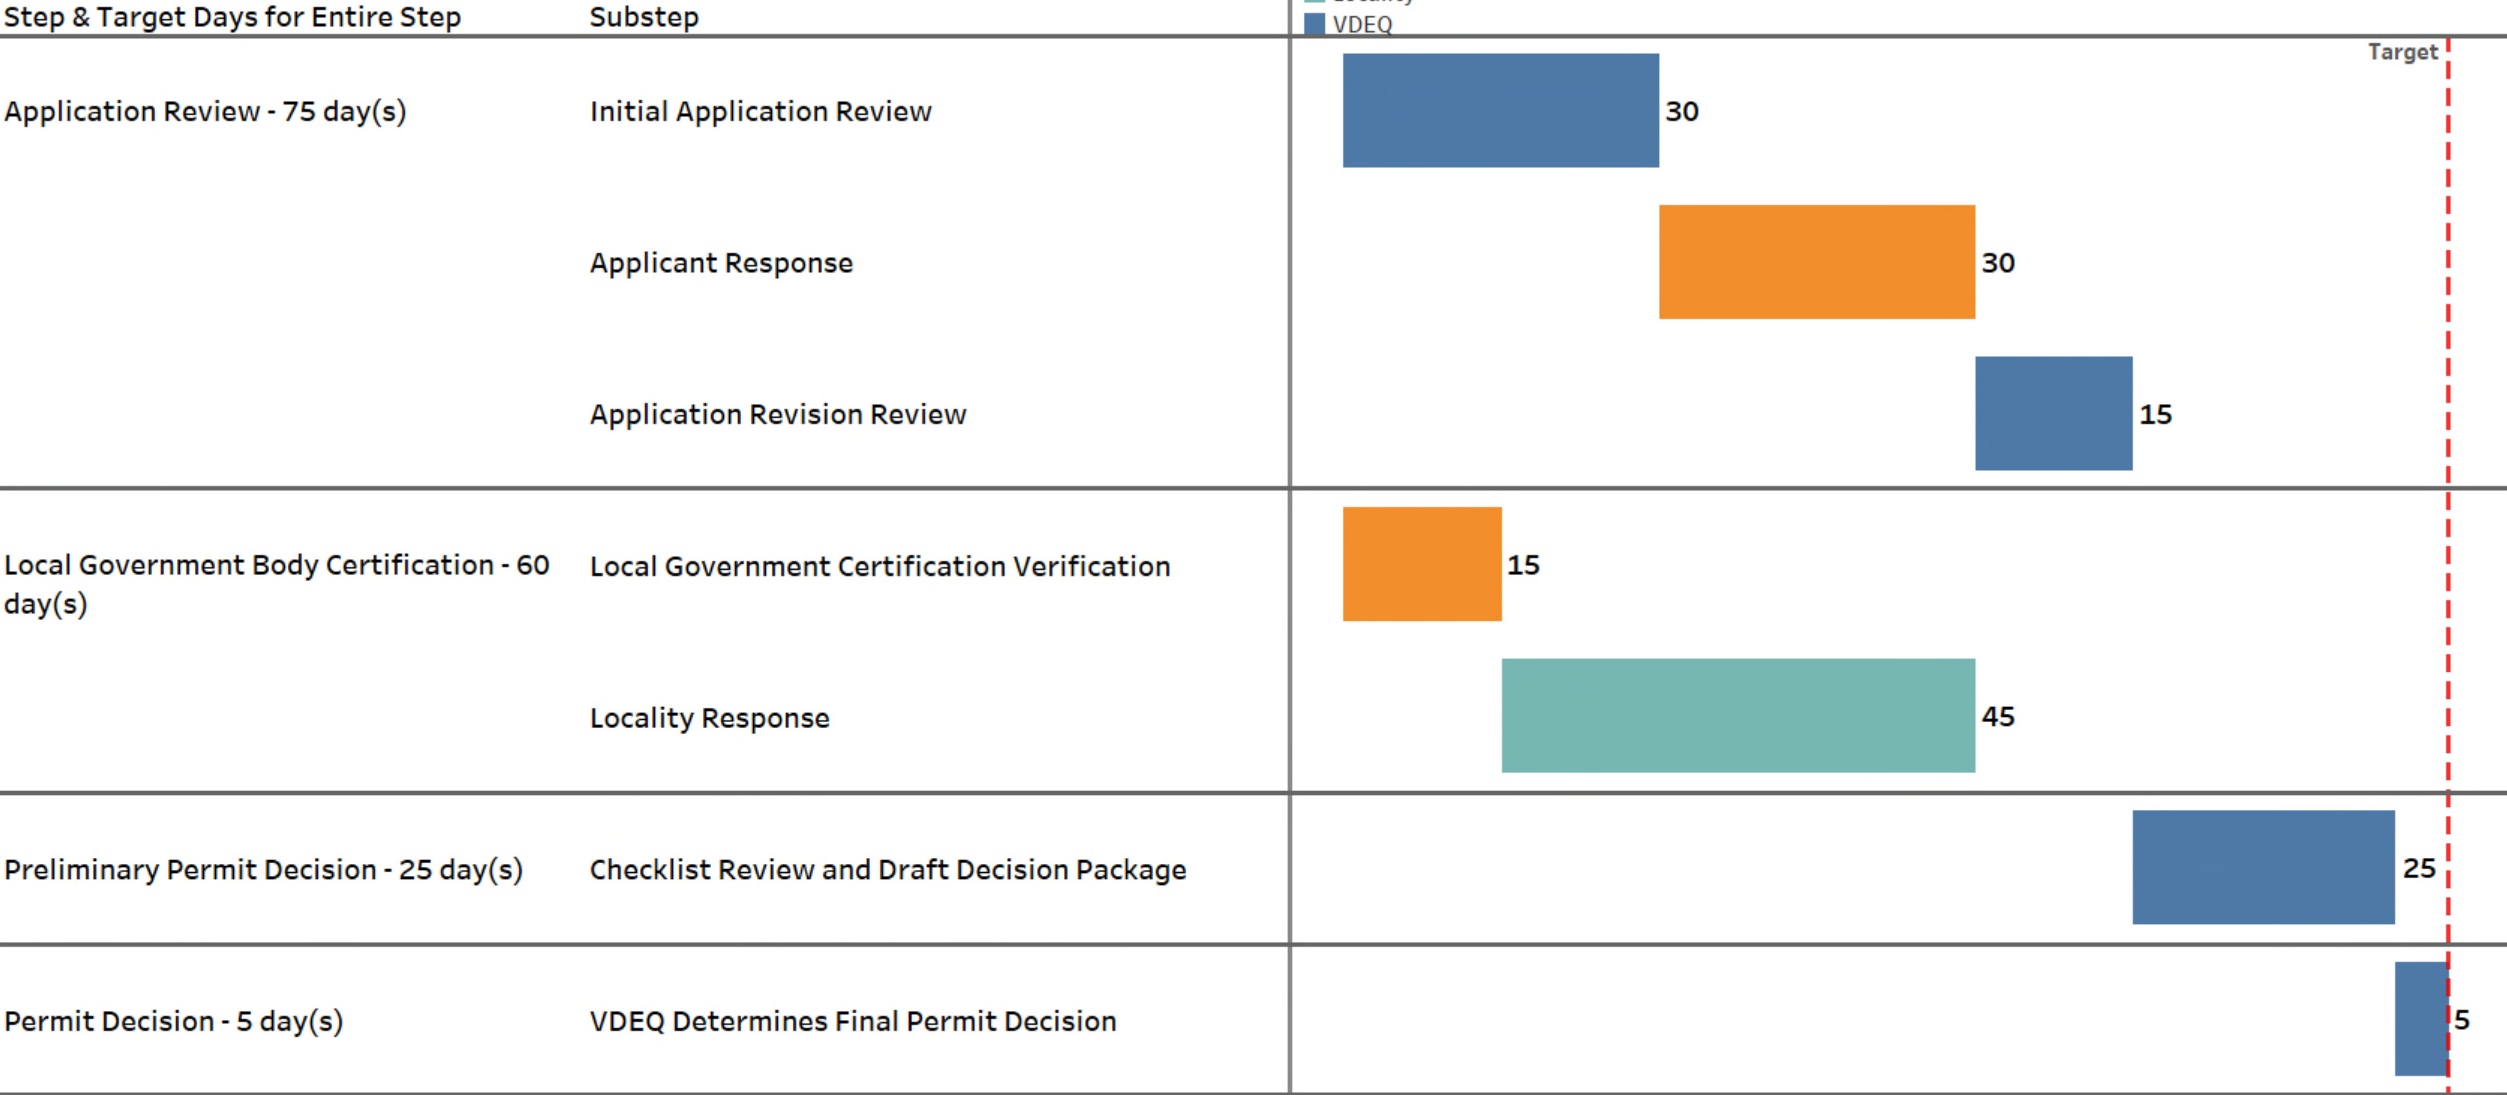 Step & Target Days for Entire Step
Substep
VDEQ
Target
Application Review - 75 day(s)
Initial Application Review
30
Applicant Response
30
Application Revision Review
15
Local Government Body Certification - 60
day(s)
Local Government Certification Verification
15
Locality Response
45
Preliminary Permit Decision - 25 day(s)
Checklist Review and Draft Decision Package
25
Permit Decision - 5 day(s)
VDEQ Determines Final Permit Decision
5